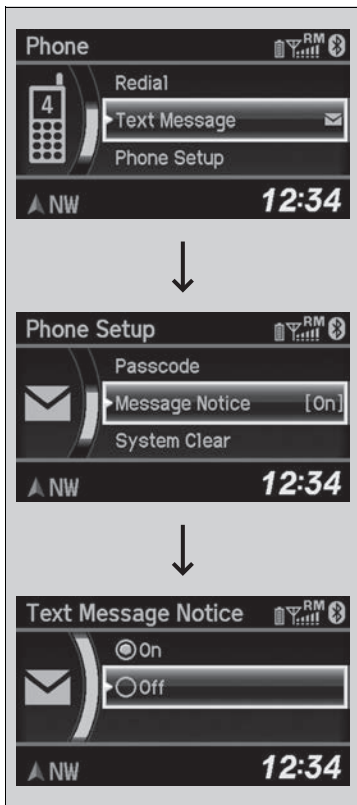 Phone
RM
4
Redial
Text Message
Phone Setup
NW
12:34
Phone Setup
RM
Passcode
Message Notice [On]
System Clear
NW
12:34
Text Message Notice
RM
On
Off
NW
12:34